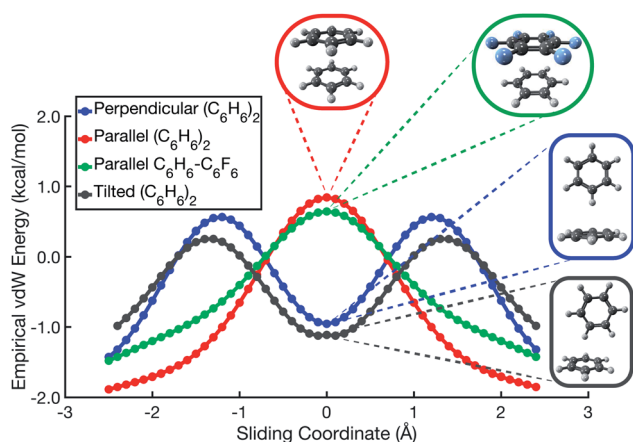 Empirical vdW Energy (kcal/mol)
2.0
1.0
0.0
-1.0
-2.0
Perpendicular (C6H6)2
Parallel (C6H6)2
Parallel C6H6-C6F6
Tilted (C6H6)2
-3
-2
-1
0
1
2
3
Sliding Coordinate (Å)